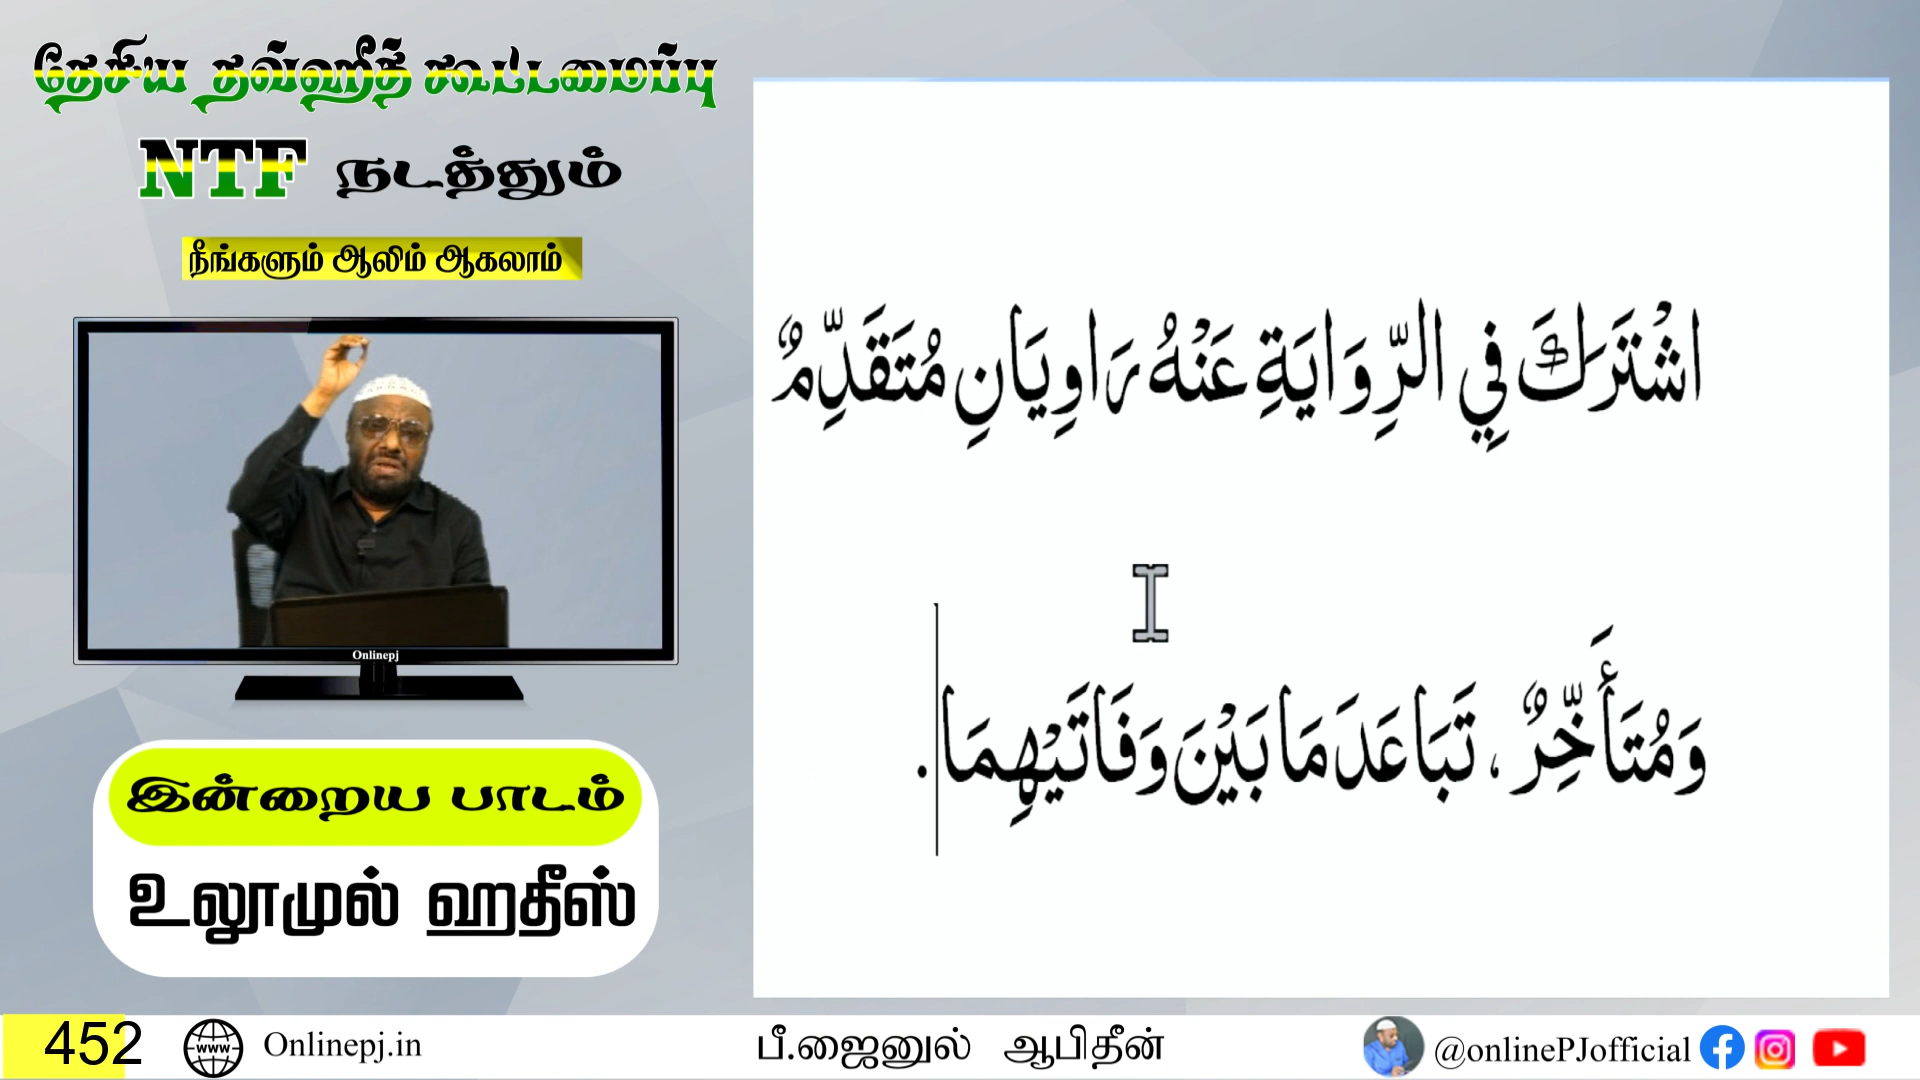 தேசிய தவ்ஹீத் கூட்டமைப்பு
NTF நடத்தும்
நீங்களும் ஆலிம் ஆகலாம்
Onlinepj
இன்றைய பாடம்
உலூமுல் ஹதீஸ்
اشْتَرَكَ فِي الرِّوَايَةِ عَنْهُ رَاوِيَانِ مُتَقَدِّمٌ
وَمُتَأَخِّرٌ ، تَبَاعَدَ مَا بَيْنَ وَفَاتَيْهِمَا .
452
www
Onlinepj.in
பீ.ஜைனுல் ஆபிதீன்
@onlinePJofficial